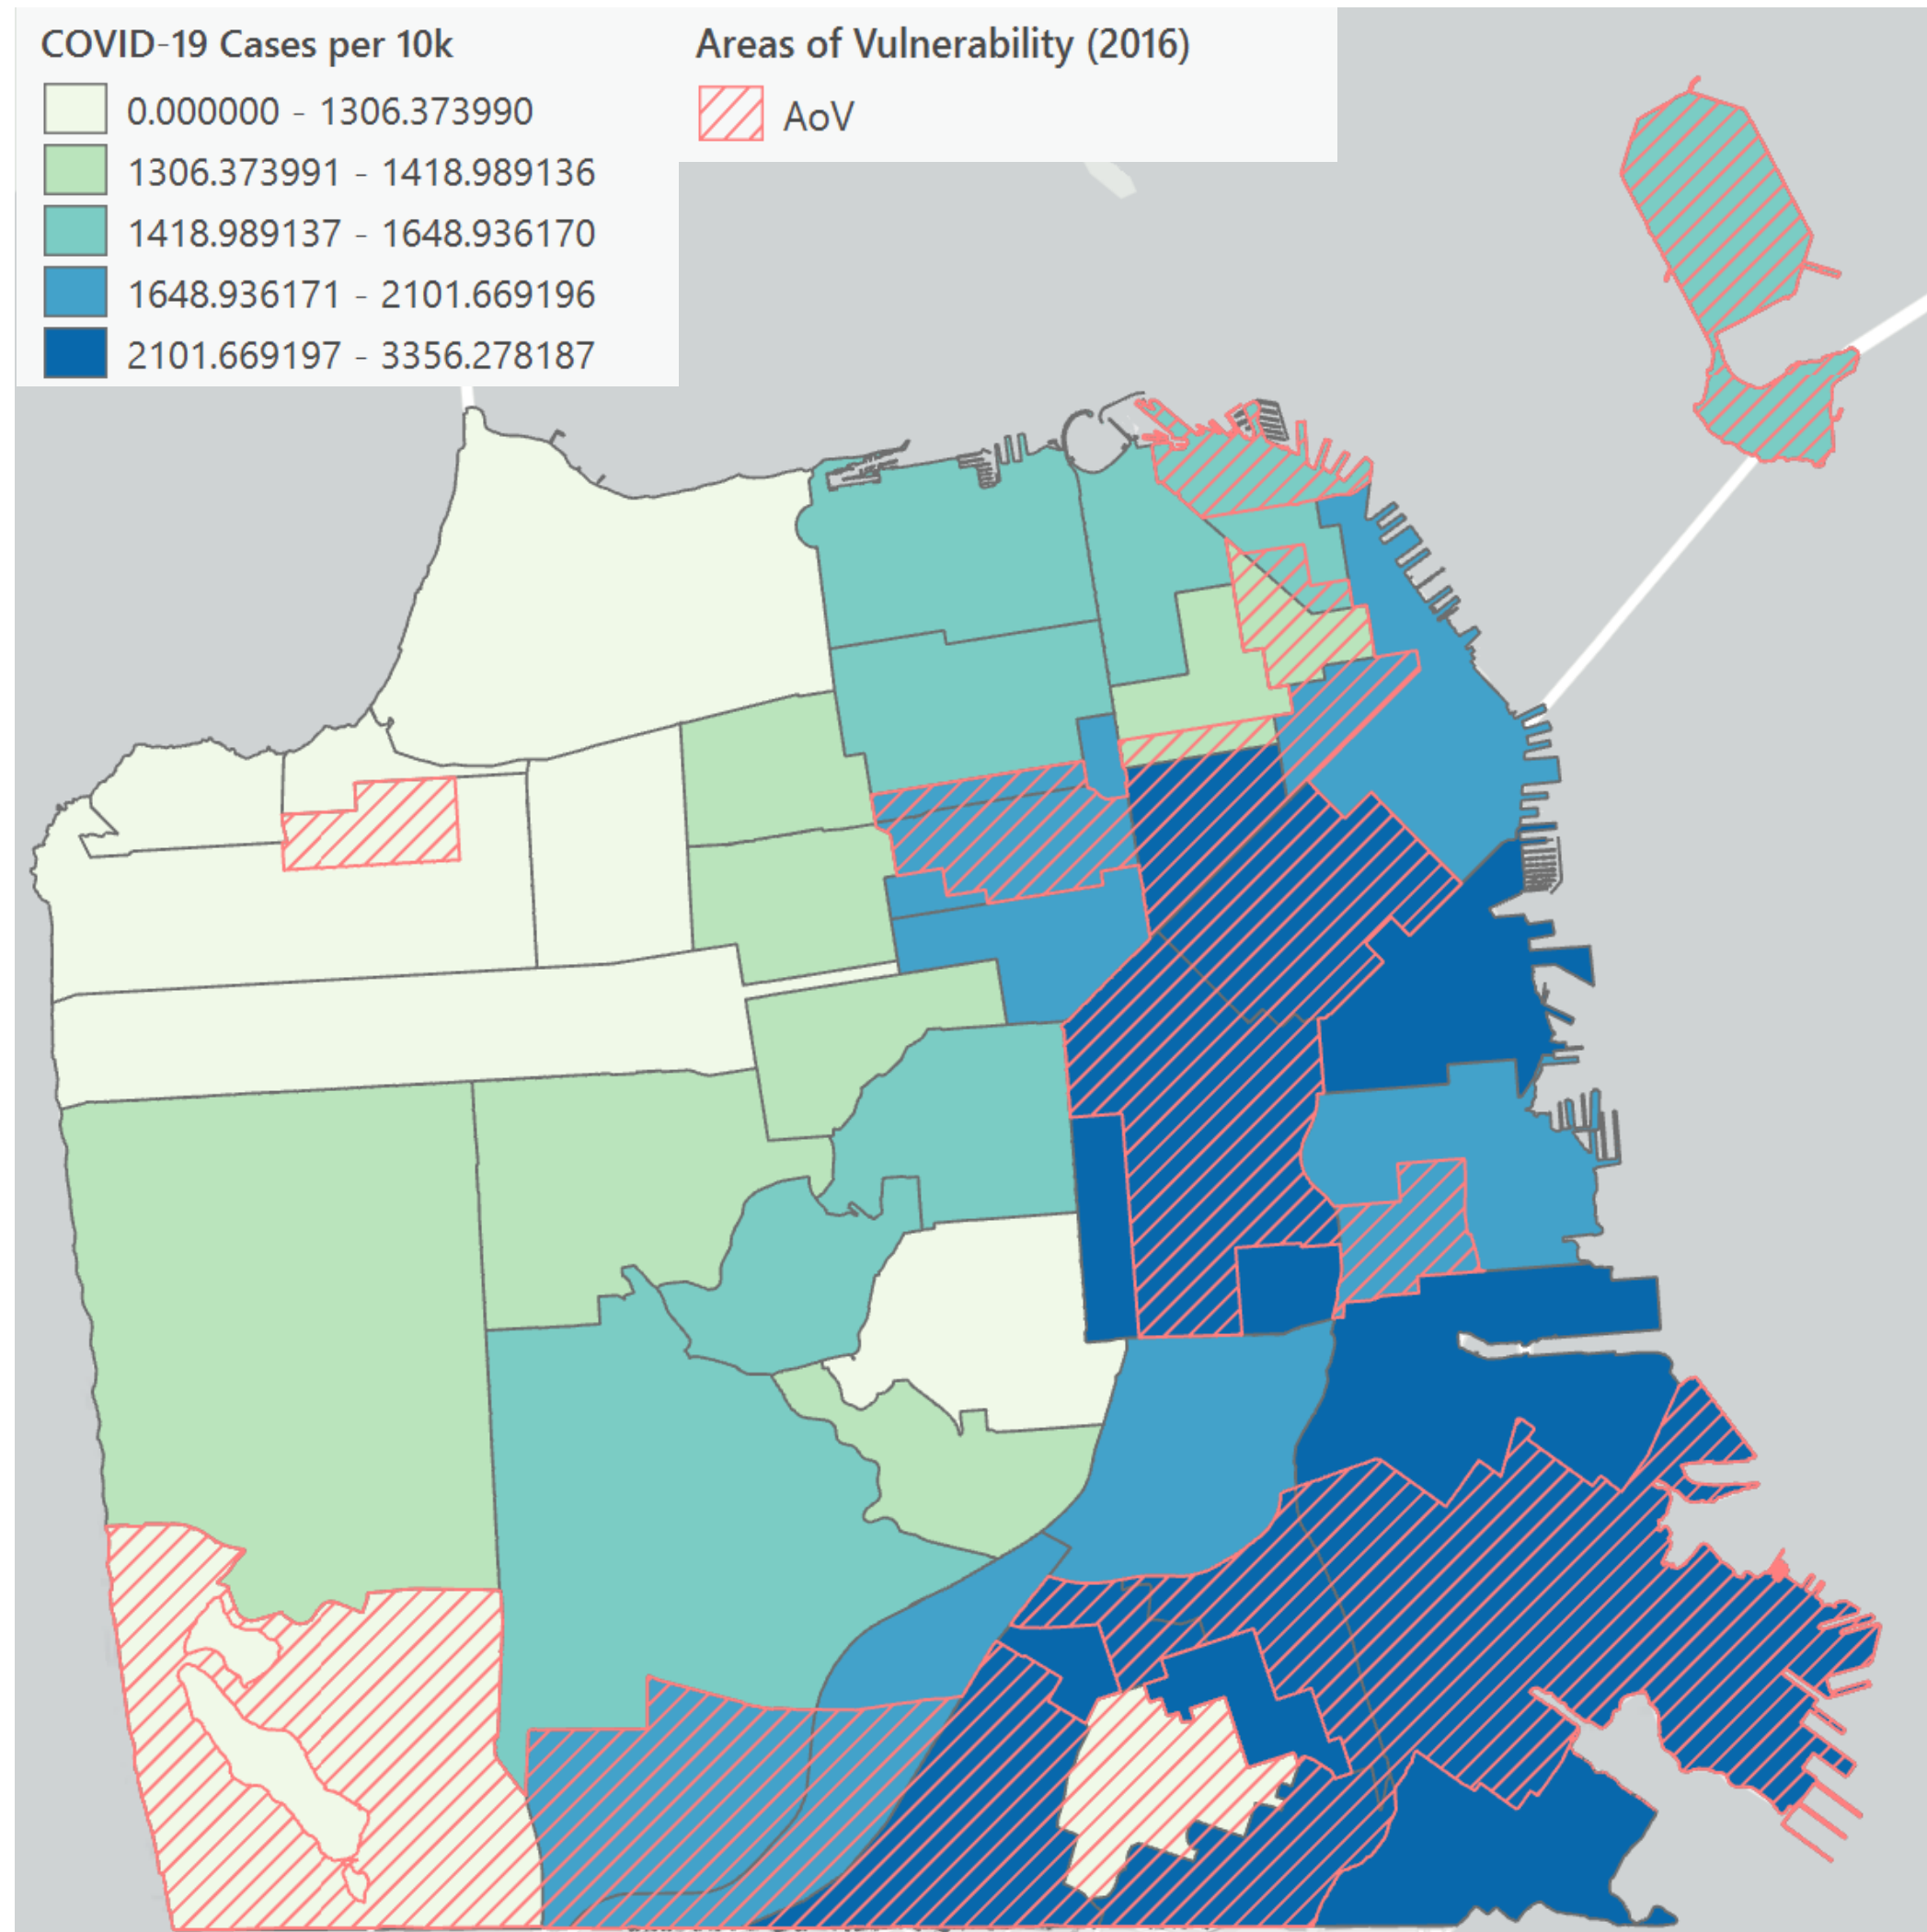 COVID-19 Cases per 10k
0.000000 - 1306.373990
1306.373991 - 1418.989136
1418.989137 - 1648.936170
1648.936171 - 2101.669196
2101.669197 - 3356.278187
Areas of Vulnerability (2016)
AoV